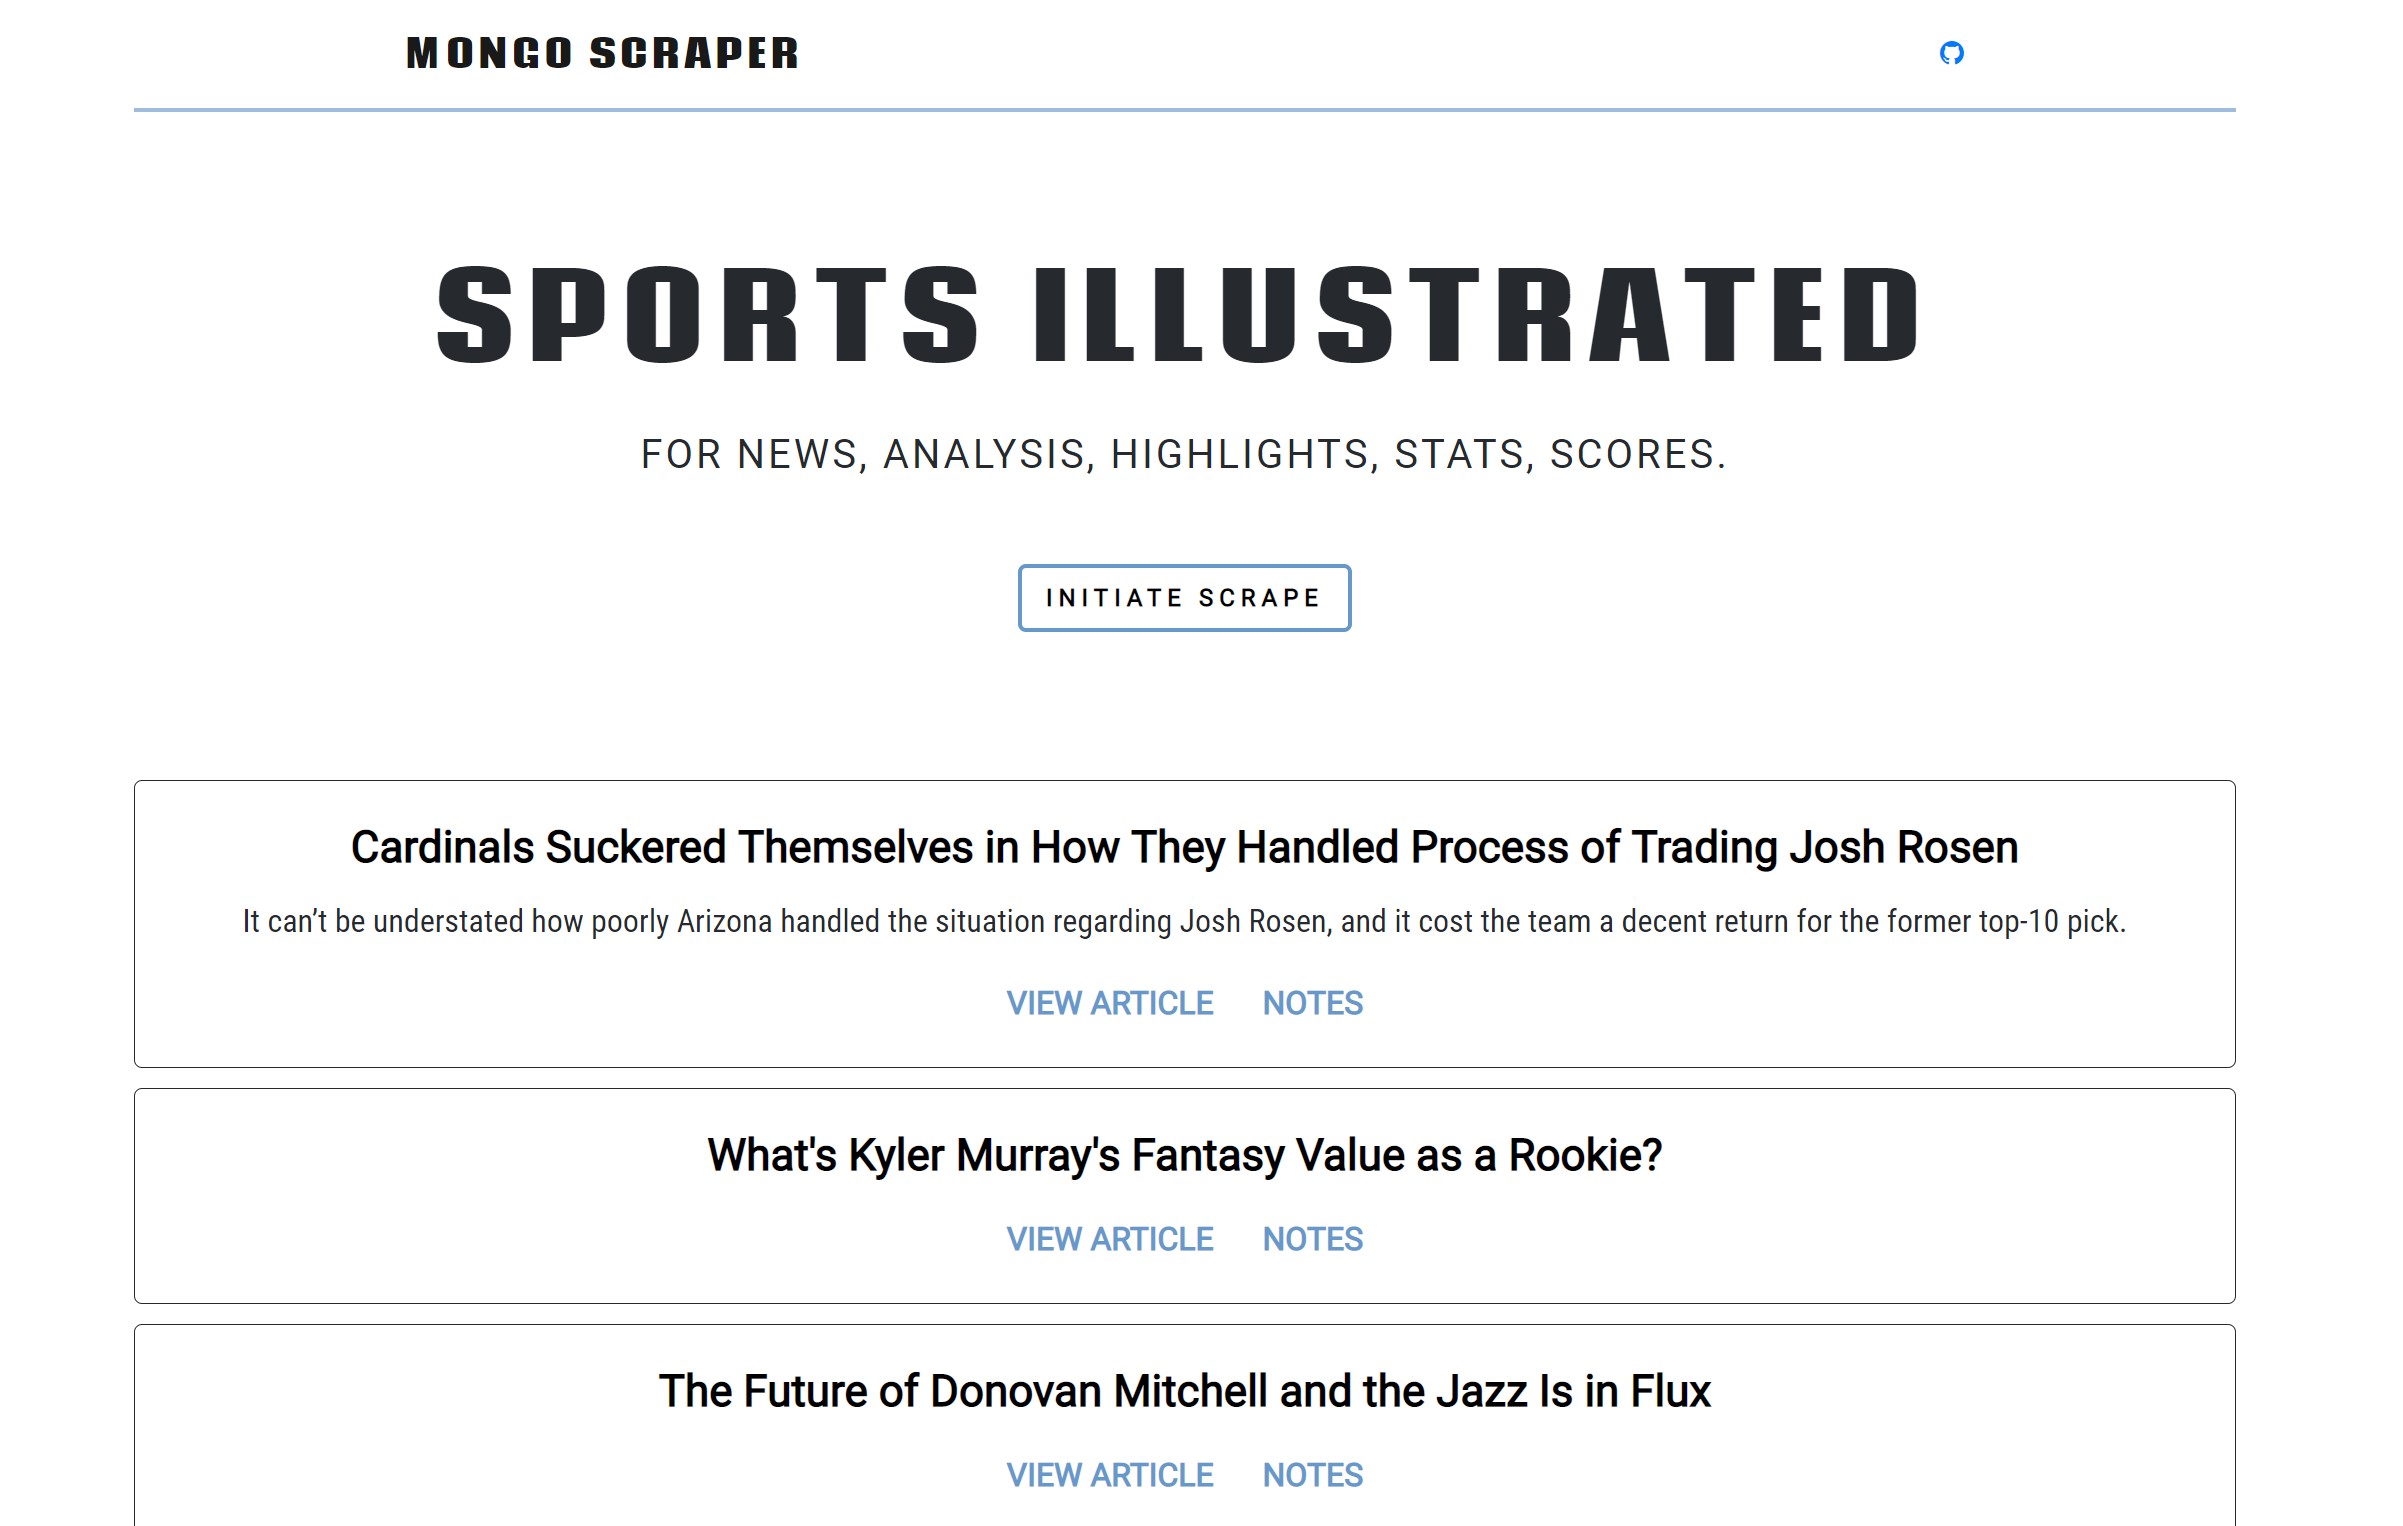 MONGO SCRAPER
SPORTS ILLUSTRATED
FOR NEWS, ANALYSIS, HIGHLIGHTS, STATS, SCORES.
INITIATE SCRAPE
Cardinals Suckered Themselves in How They Handled Process of Trading Josh Rosen
It can’t be understated how poorly Arizona handled the situation regarding Josh Rosen, and it cost the team a decent return for the former top-10 pick.
VIEW ARTICLE NOTES
What's Kyler Murray's Fantasy Value as a Rookie?
VIEW ARTICLE NOTES
The Future of Donovan Mitchell and the Jazz Is in Flux
VIEW ARTICLE NOTES